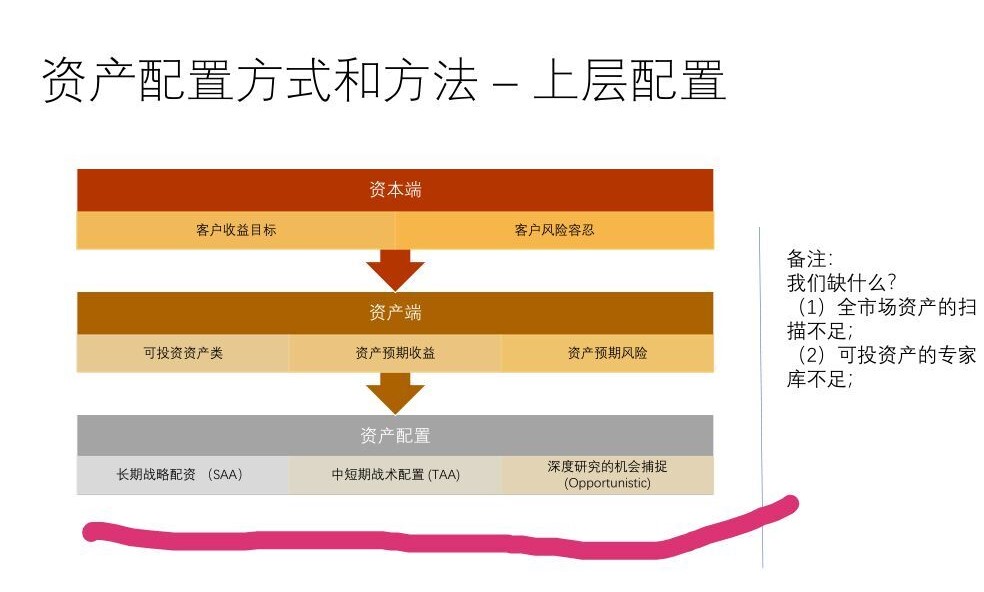 资产配置方式和方法 – 上层配置
资本端
客户收益目标
客户风险容忍
资产端
可投资资产类
资产预期收益
资产预期风险
资产配置
长期战略配资 （SAA）
中短期战术配置 (TAA)
深度研究的机会捕捉
(Opportunistic)
备注：
我们缺什么？
（1）全市场资产的扫
描不足;
（2）可投资产的专家
库不足;